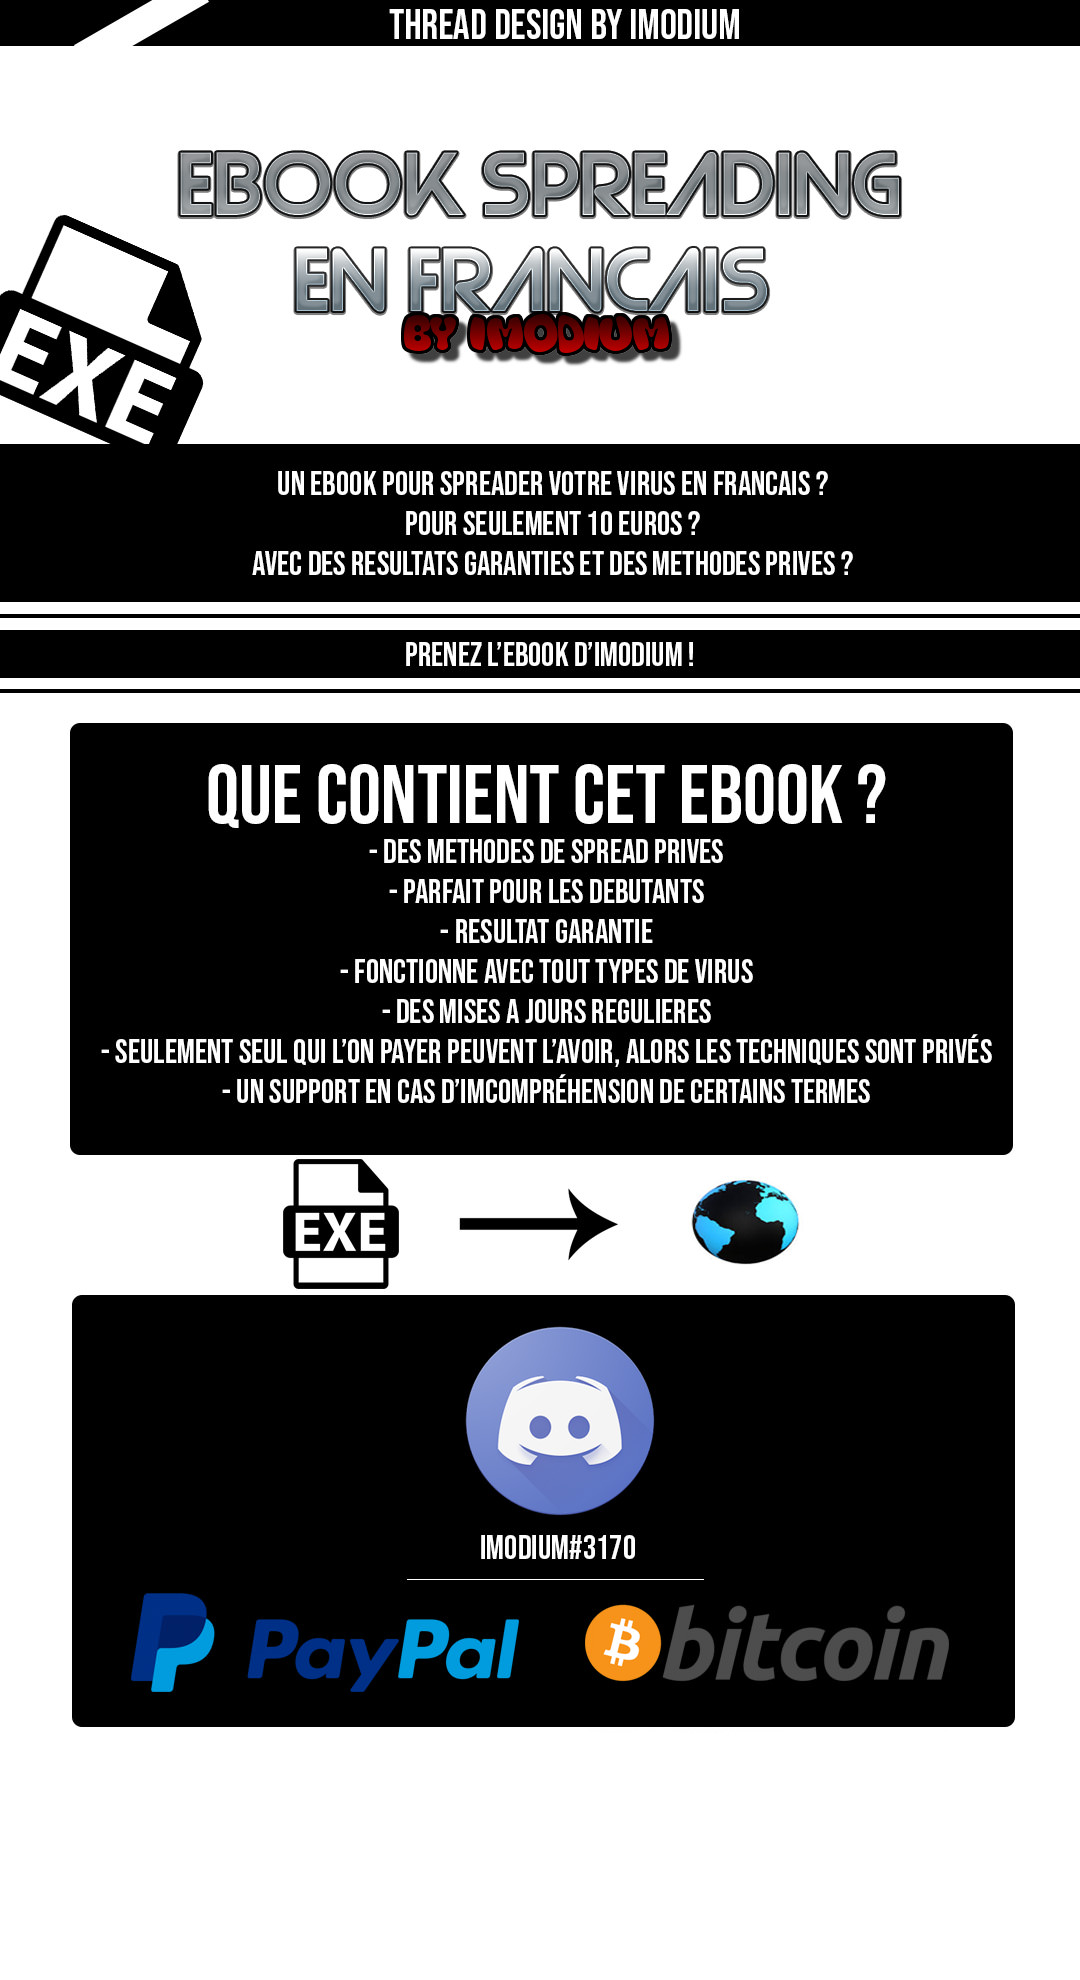 THREAD DESIGN BY IMODIUM
EBOOK SPREADING
EN FRANCAIS
BY IMODIUM
EXE
UN EBOOK POUR SPREADER VOTRE VIRUS EN FRANCAIS ?
POUR SEULEMENT 10 EUROS ?
AVEC DES RESULTATS GARANTIES ET DES METHODES PRIVES ?
PRENEZ L'EBOOK D'IMODIUM !
QUE CONTIENT CET EBOOK ?
- DES METHODES DE SPREAD PRIVES
- PARFAIT POUR LES DEBUTANTS
- RESULTAT GARANTIE
- FONCTIONNE AVEC TOUT TYPES DE VIRUS
- DES MISES A JOURS REGULIERES
- SEULEMENT SEUL QUI L'ON PAYER PEUVENT L'AVOIR, ALORS LES TECHNIQUES SONT PRIVÉS
- UN SUPPORT EN CAS D'IMCOMPRÉHENSION DE CERTAINS TERMES
EXE
IMODIUM#3170
PayPal
bitcoin